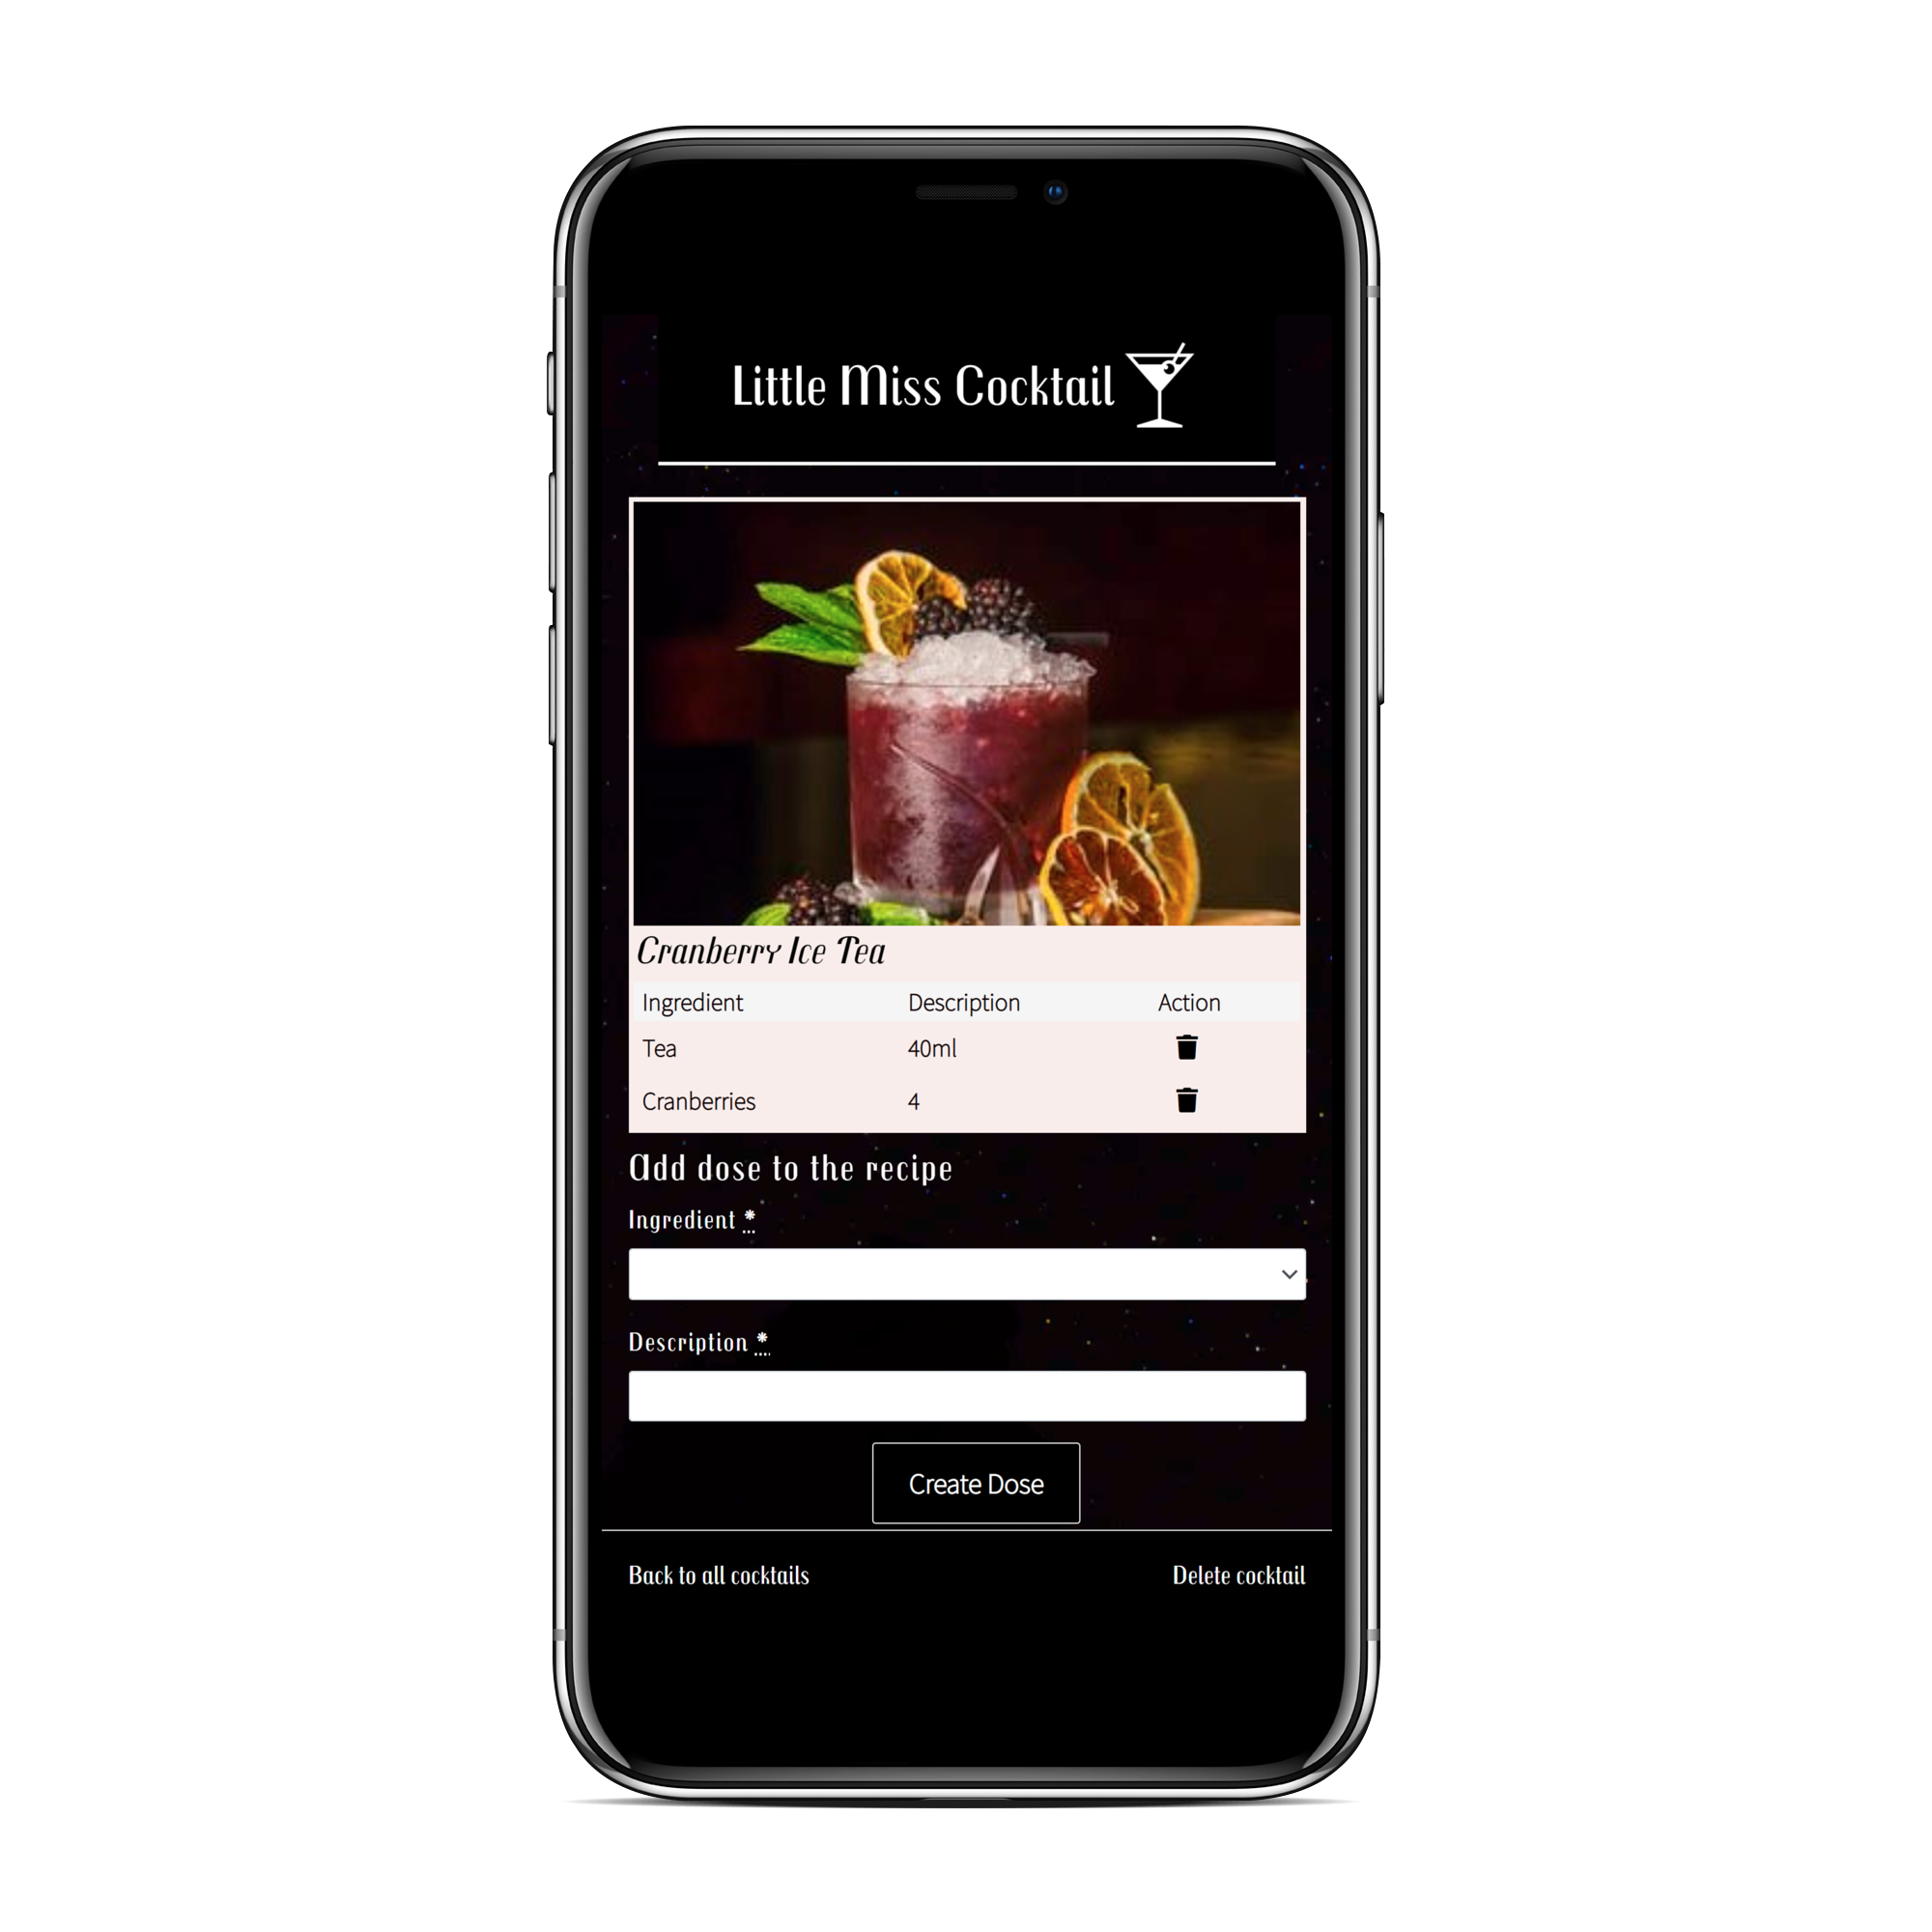 Little Miss Cocktail
Cranberry Ice Tea
Ingredient Description Action
Tea 40ml
Cranberries 4
Add dose to the recipe
Ingredient *
Description *
Create Dose
Back to all cocktails Delete cocktail